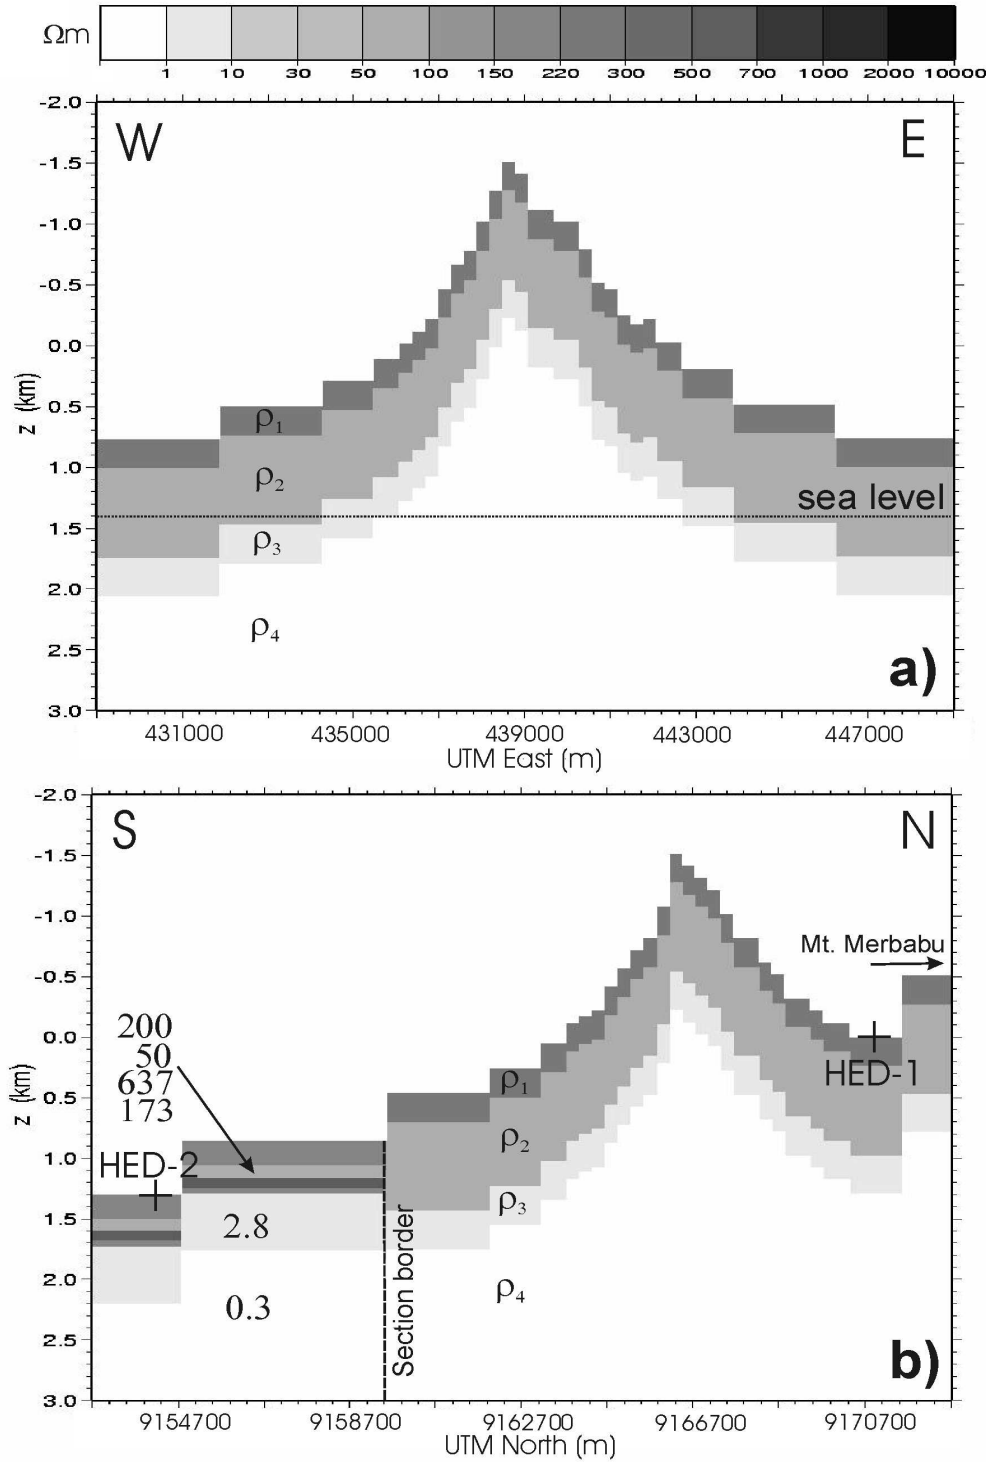 Ωm
1 10 30 50 100 150 220 300 500 700 1000 2000 10000
-2.0
W E
-1.5
-1.0
-0.5
0.0
z (km)
0.5
ρ1
1.0
ρ2
sea level
1.5
ρ3
2.0
ρ4
2.5
a)
3.0
431000 435000 439000 443000 447000
UTM East (m)
-2.0
S N
-1.5
-1.0
Mt. Merbabu
-0.5
200
0.0
50
HED-1
637
z (km)
ρ1
173
0.5
ρ2
1.0
HED-2
ρ3
1.5
2.8
Section border
2.0
ρ4
0.3
2.5
b)
3.0
9154700 9158700 9162700 9166700 9170700
UTM North (m)